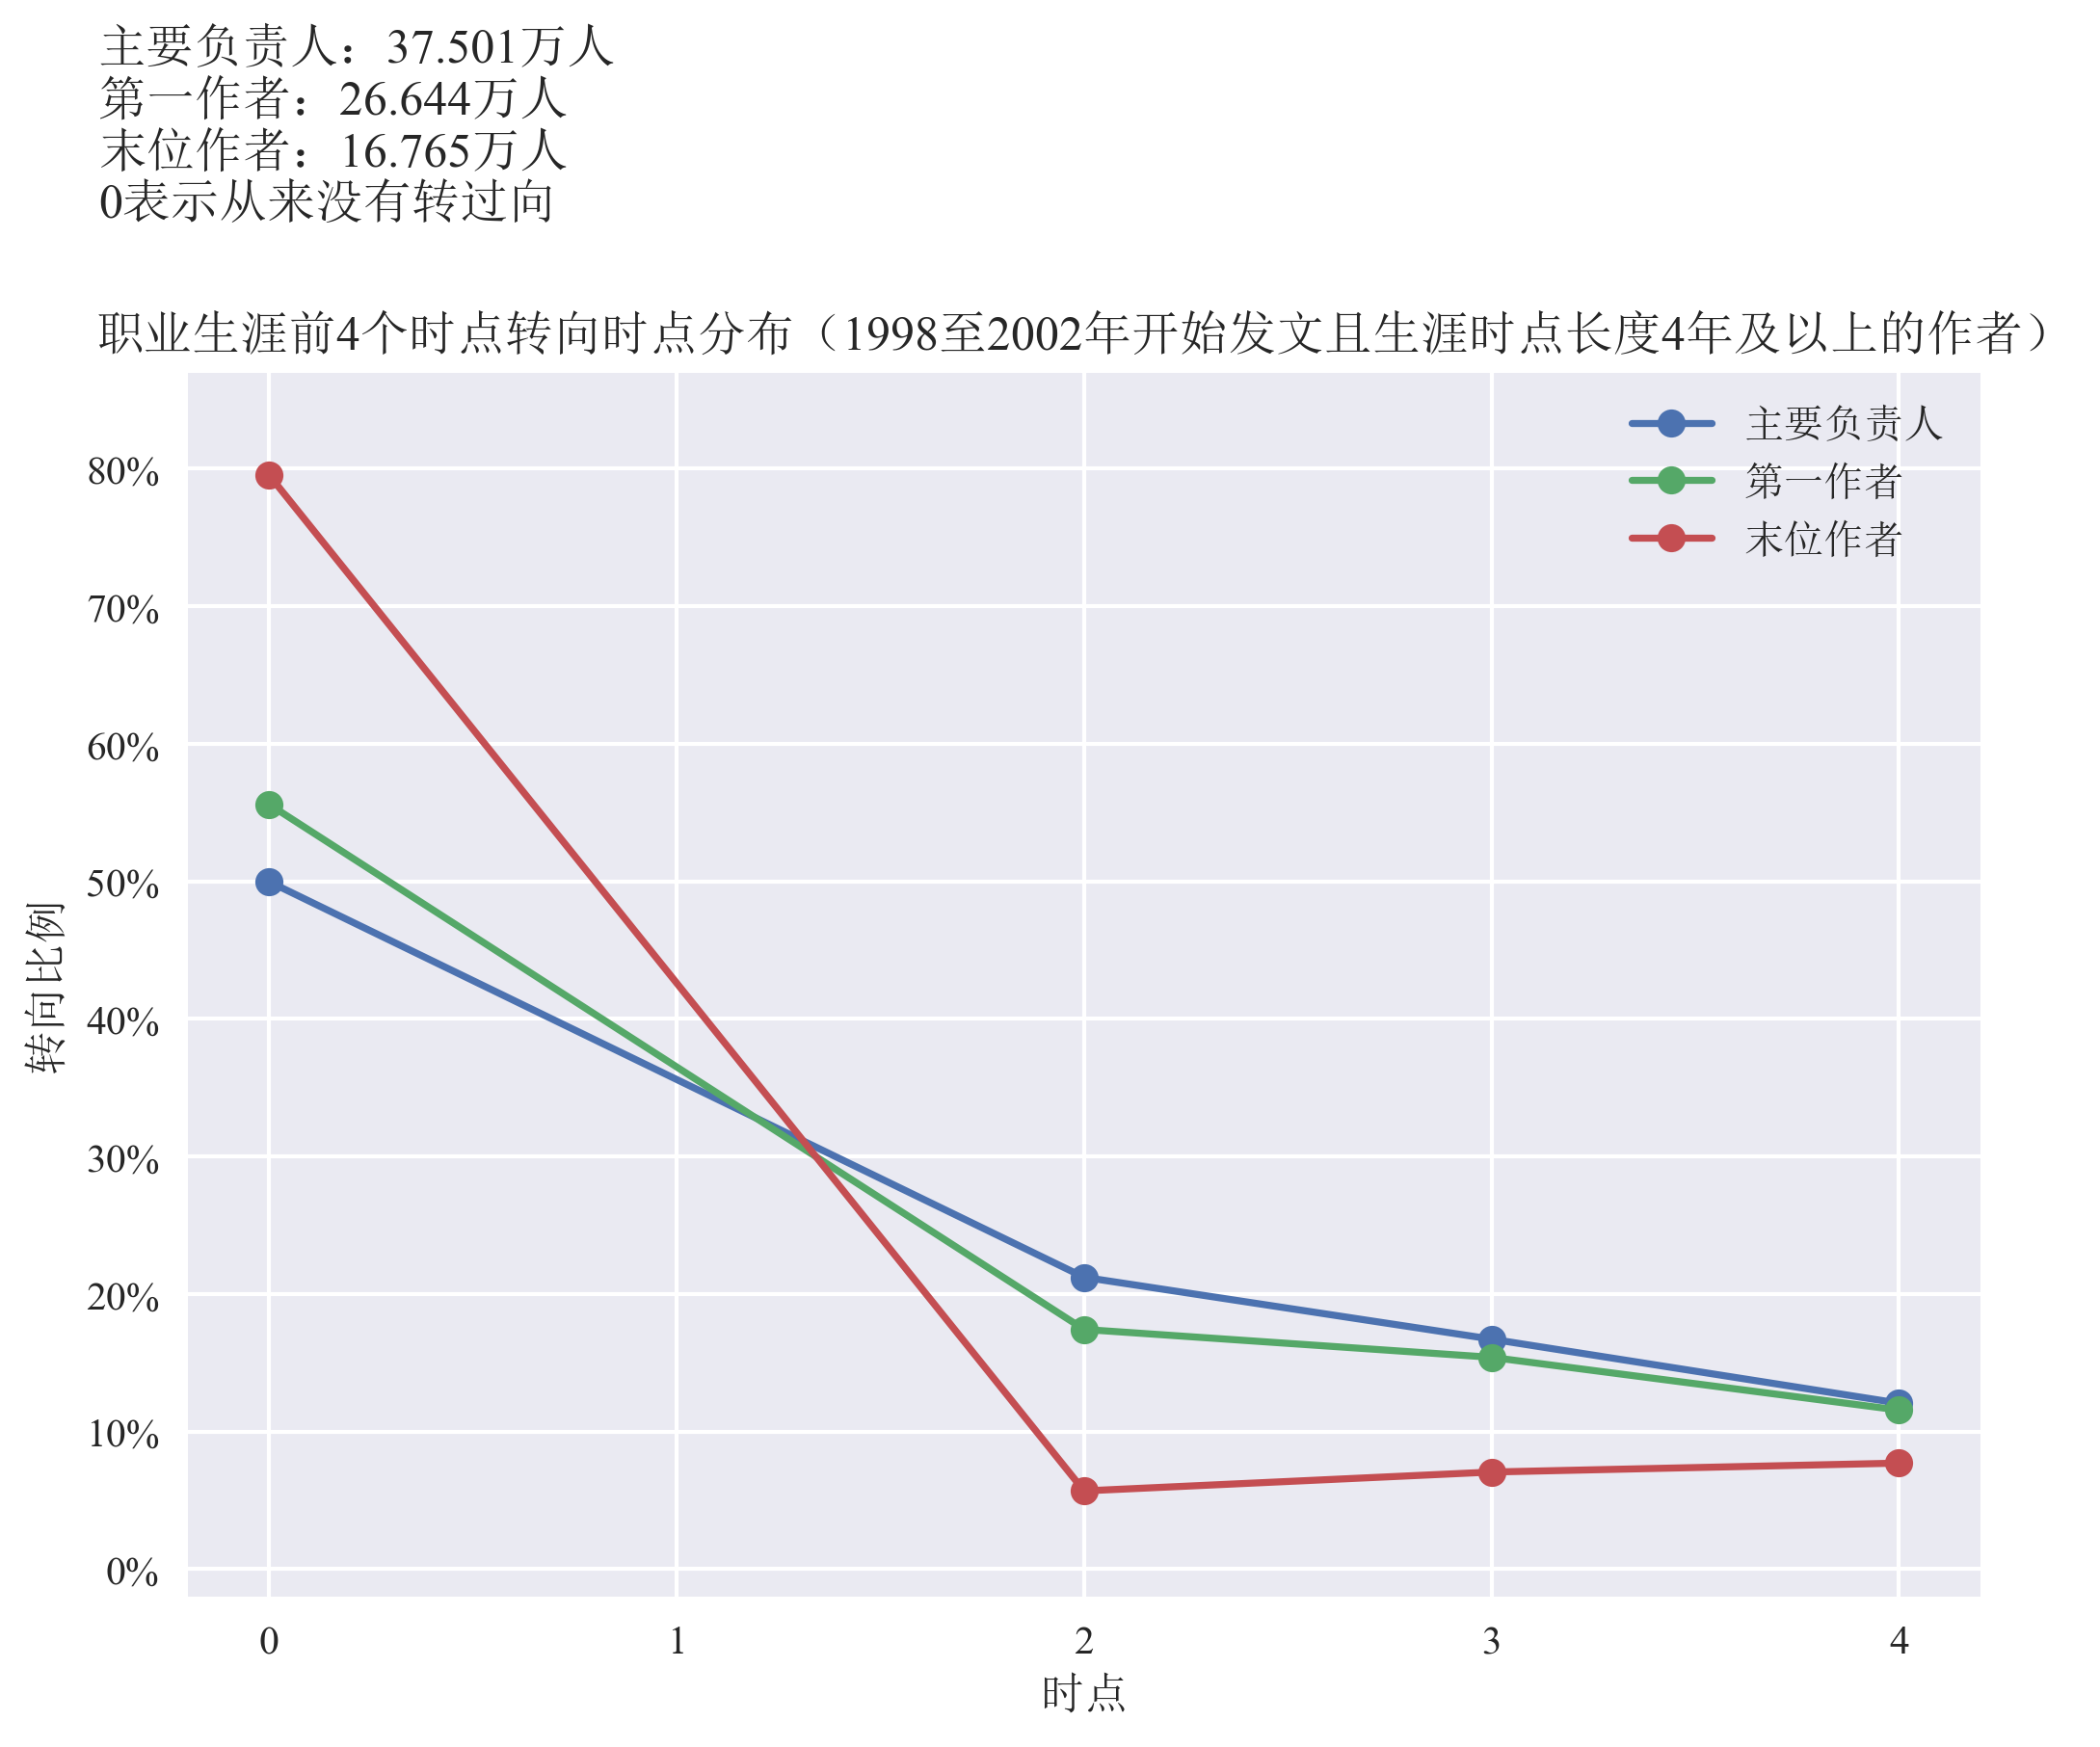 主要负责人：37.501万人
第一作者：26.644万人
末位作者：16.765万人
0表示从来没有转过向
职业生涯前4个时点转向时点分布（1998至2002年开始发文且生涯时点长度4年及以上的作者）
主要负责人
第一作者
末位作者
80%
70%
60%
50%
40%
30%
20%
10%
0%
转向比例
0 1 2 3 4
时点